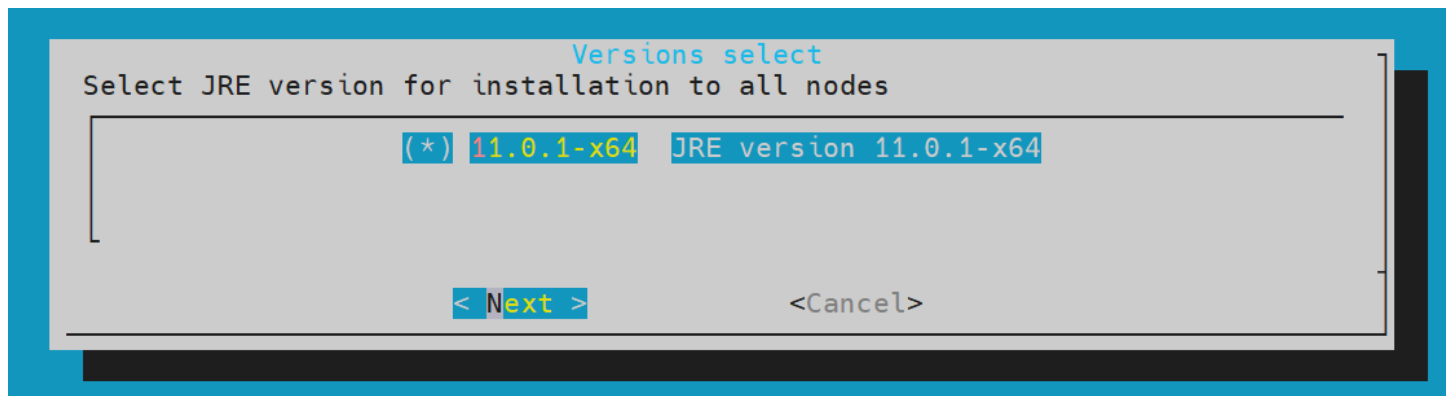 Versions select
Select JRE version for installation to all nodes
(*) 11.0.1-x64 JRE version 11.0.1-x64
< Next > <Cancel>